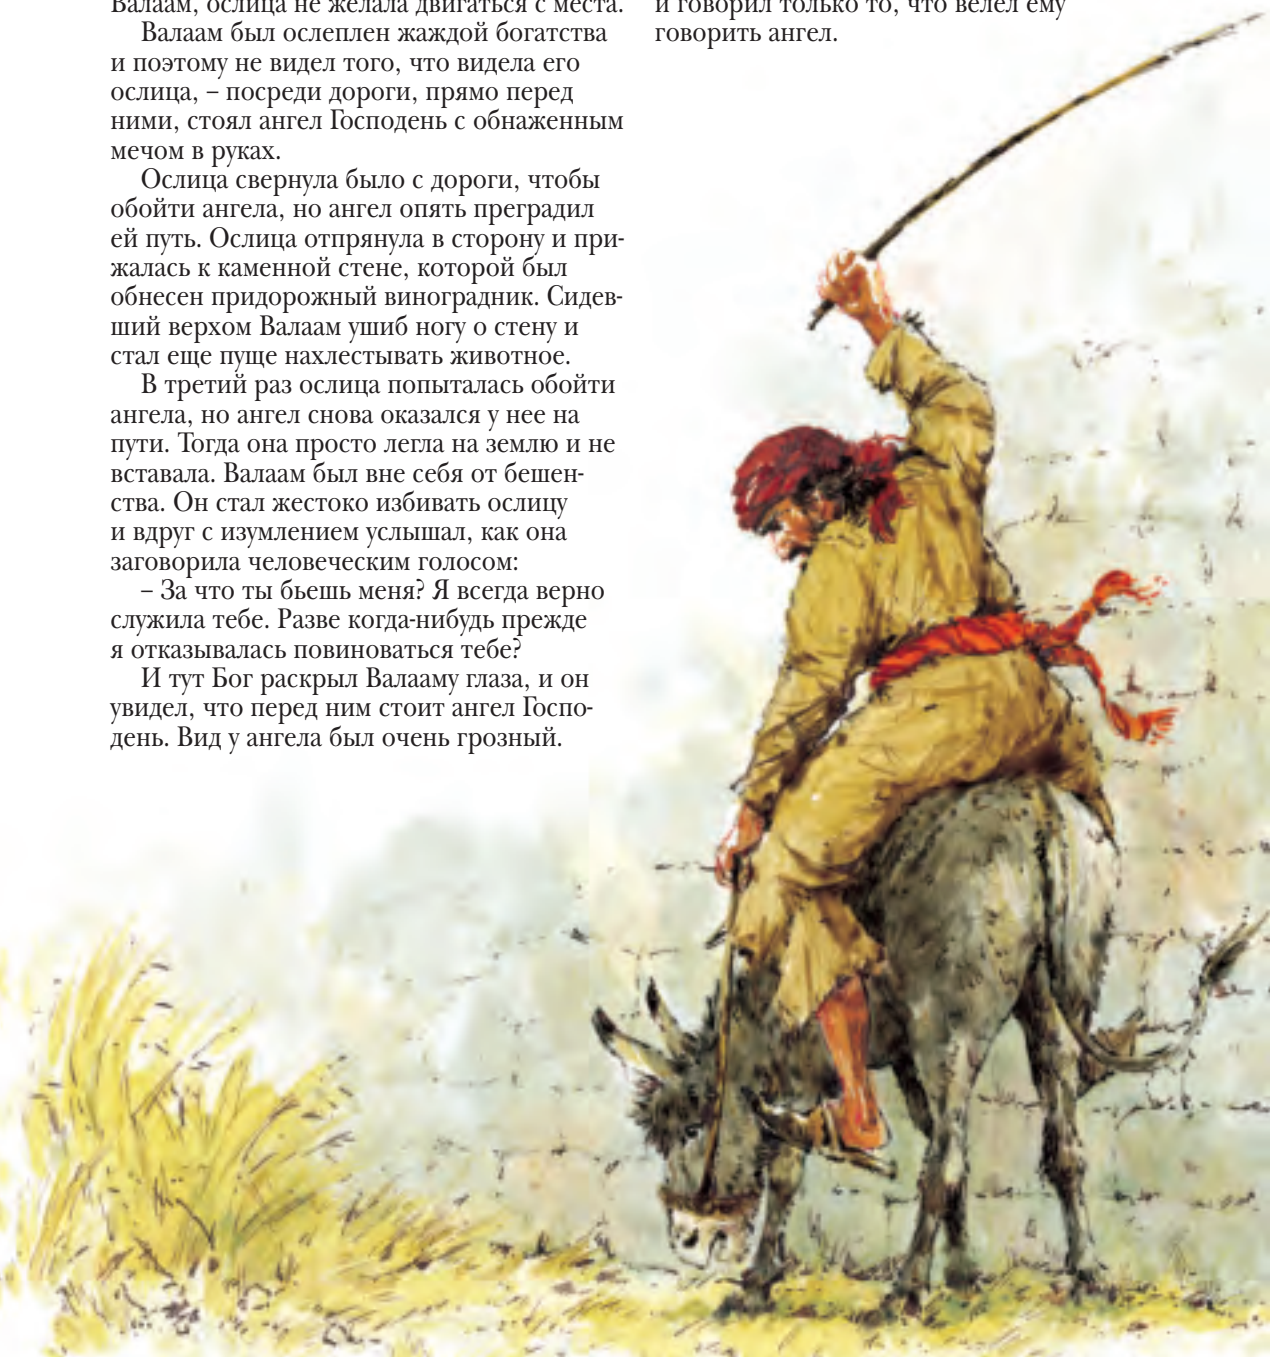 Валаам, ослица не желала двигаться с места.
Валаам был ослеплен жаждой богатства
и поэтому не видел того, что видела его
ослица, – посреди дороги, прямо перед
ними, стоял ангел Господень с обнаженным
мечом в руках.
Ослица свернула было с дороги, чтобы
обойти ангела, но ангел опять преградил
ей путь. Ослица отпрянула в сторону и при-
жалась к каменной стене, которой был
обнесен придорожный виноградник. Сидев-
ший верхом Валаам ушиб ногу о стену и
стал еще пуще нахлестывать животное.
В третий раз ослица попыталась обойти
ангела, но ангел снова оказался у нее на
пути. Тогда она просто легла на землю и не
вставала. Валаам был вне себя от бешен-
ства. Он стал жестоко избивать ослицу
и вдруг с изумлением услышал, как она
заговорила человеческим голосом:
– За что ты бьешь меня? Я всегда верно
служила тебе. Разве когда-нибудь прежде
я отказывалась повиноваться тебе?
И тут Бог раскрыл Валааму глаза, и он
увидел, что перед ним стоит ангел Госпо-
день. Вид у ангела был очень грозный.
и говорил только то, что велел ему
говорить ангел.